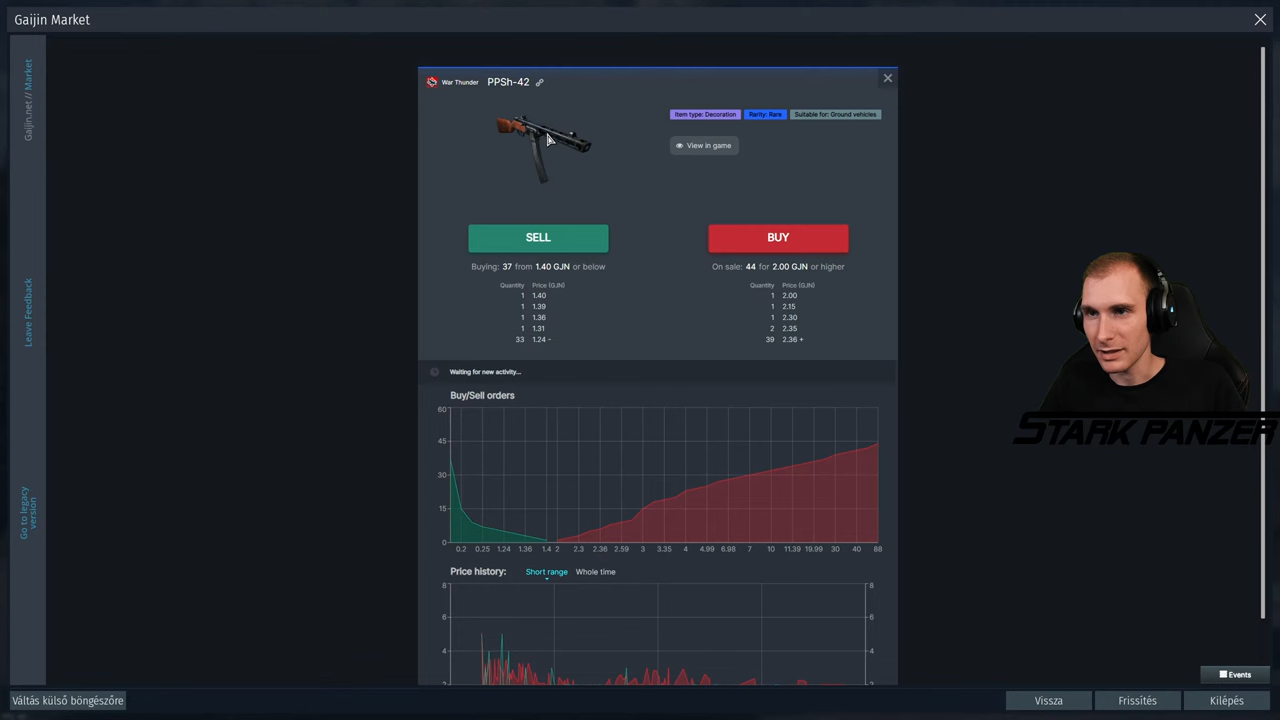 Gaijin Market
Gaijin.net // Market
Leave Feedback
Go to legacy
version
War Thunder PPSh-42
Item type: Decoration Rarity: Rare Suitable for: Ground vehicles
View in game
SELL
BUY
Buying: 37 from 1.40 GJN or below
On sale: 44 for 2.00 GJN or higher
Quantity Price (GJN)
1 1.40
1 1.39
1 1.36
1 1.31
33 1.24 -
Quantity Price (GJN)
1 2.00
1 2.15
1 2.30
2 2.35
39 2.36 +
Waiting for new activity...
Buy/Sell orders
60
45
30
15
0
0.2 0.25 1.24 1.36 1.4 2 2.3 2.36 2.59 3 3.35 4 4.99 6.98 7 10 11.39 19.99 30 40 88
Price history: Short range Whole time
8 8
6 6
4 4
2 2
STARK PANZER
Events
Váltás külső böngészőre
Vissza
Frissítés
Kilépés